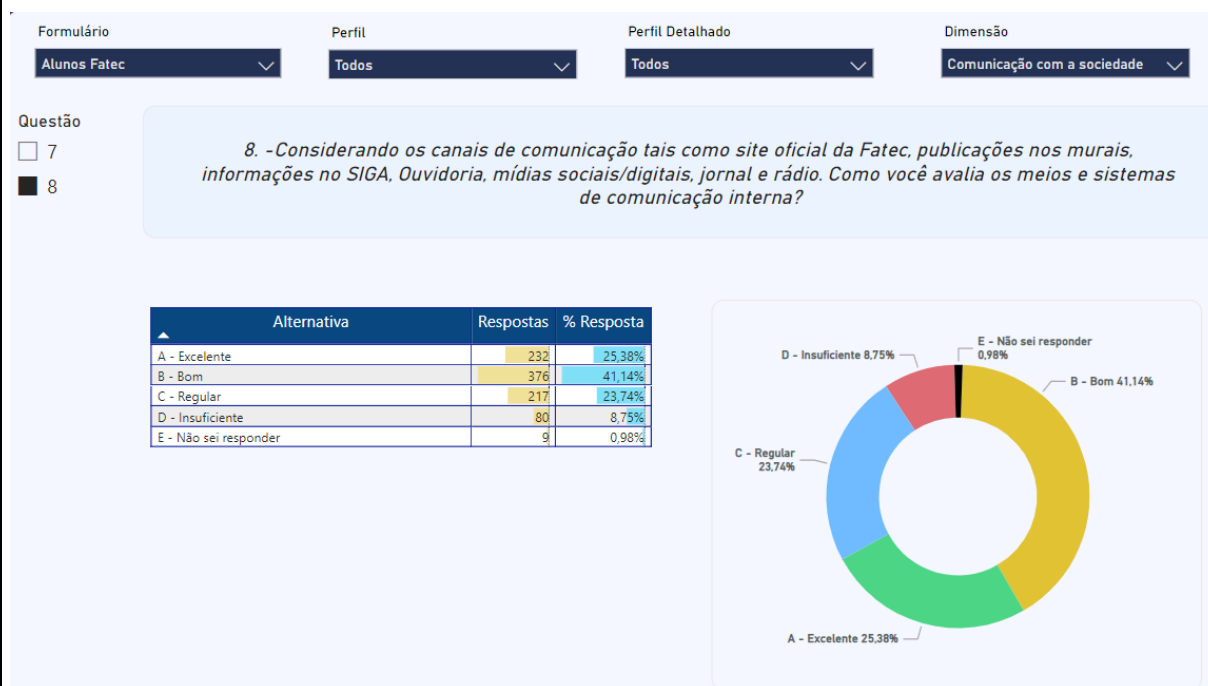 Formulário
Perfil
Perfil Detalhado
Dimensão
Alunos Fatec
Todos
Todos
Comunicação com a sociedade
Questão
7
8
8. -Considerando os canais de comunicação tais como site oficial da Fatec, publicações nos murais,
informações no SIGA, Ouvidoria, mídias sociais/digitais, jornal e rádio. Como você avalia os meios e sistemas
de comunicação interna?
Alternativa Respostas % Resposta
A - Excelente 232 25,38%
B - Bom 376 41,14%
C - Regular 217 23,74%
D - Insuficiente 80 8,75%
E - Não sei responder 9 0,98%
E - Não sei responder
0,98%
D - Insuficiente 8,75%
B - Bom 41,14%
C - Regular
23,74%
A - Excelente 25,38%